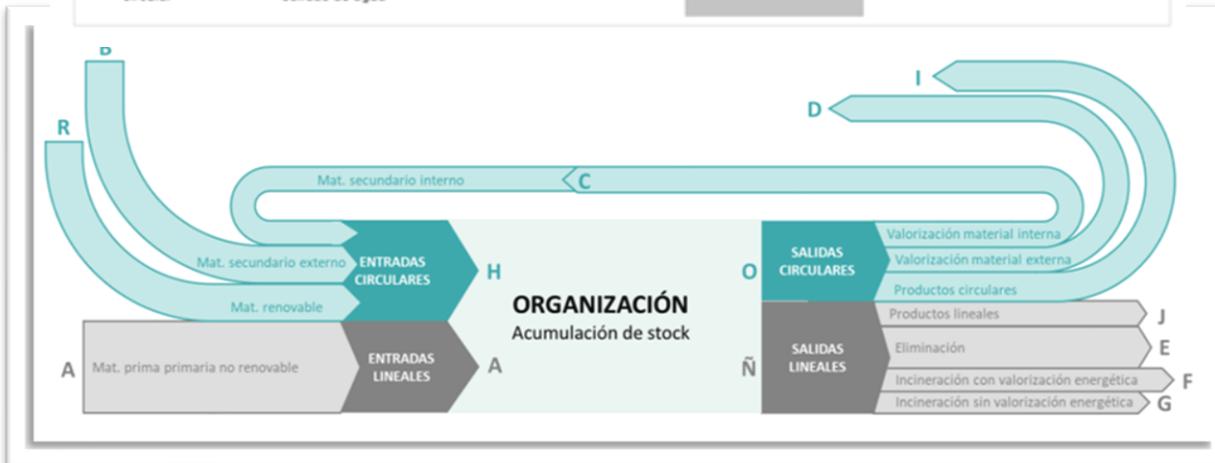 B
R
I
D
Mat. secundario interno
C
Valorización material interna
Mat. secundario externo
ENTRADAS
CIRCULARES
H
O
SALIDAS
CIRCULARES
Valorización material externa
Mat. renovable
Productos circulares
ORGANIZACIÓN
Acumulación de stock
Productos lineales
J
A
Mat. prima primaria no renovable
ENTRADAS
LINEALES
A
Ñ
SALIDAS
LINEALES
Eliminación
E
Incineración con valorización energética
F
Incineración sin valorización energética
G